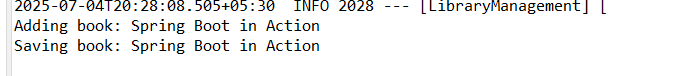 2025-07-04T20:28:08.505+05:30  INFO 2028 --- [LibraryManagement] [
Adding book: Spring Boot in Action
Saving book: Spring Boot in Action